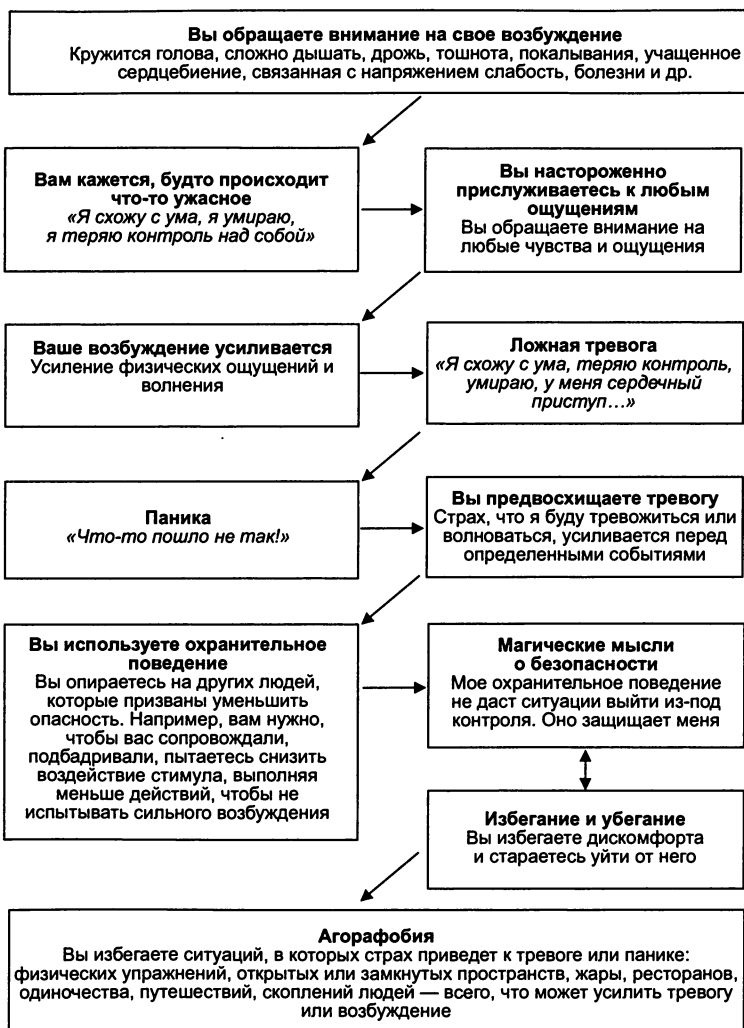 Вы обращаете внимание на свое возбуждение
Кружится голова, сложно дышать, дрожь, тошнота, покалывания, учащенное
сердцебиение, связанная с напряжением слабость, болезни и др.
Вам кажется, будто происходит
что-то ужасное
«Я схожу с ума, я умираю,
я теряю контроль над собой»
Вы настороженно
прислуживаетесь к любым
ощущениям
Вы обращаете внимание на
любые чувства и ощущения
Ваше возбуждение усиливается
Усиление физических ощущений и
волнения
Ложная тревога
«Я схожу с ума, теряю контроль,
умираю, у меня сердечный
приступ...»
Паника
«Что-то пошло не так!»
Вы предвосхищаете тревогу
Страх, что я буду тревожиться или
волноваться, усиливается перед
определенными событиями
Вы используете охранительное
поведение
Вы опираетесь на других людей,
которые призваны уменьшить
опасность. Например, вам нужно,
чтобы вас сопровождали,
подбадривали, пытаетесь снизить
воздействие стимула, выполняя
меньше действий, чтобы не
испытывать сильного возбуждения
Магические мысли
о безопасности
Мое охранительное поведение
не даст ситуации выйти из-под
контроля. Оно защищает меня
Избегание и убегание
Вы избегаете дискомфорта
и стараетесь уйти от него
Агорафобия
Вы избегаете ситуаций, в которых страх приведет к тревоге или панике:
физических упражнений, открытых или замкнутых пространств, жары, ресторанов,
одиночества, путешествий, скоплений людей — всего, что может усилить тревогу
или возбуждение